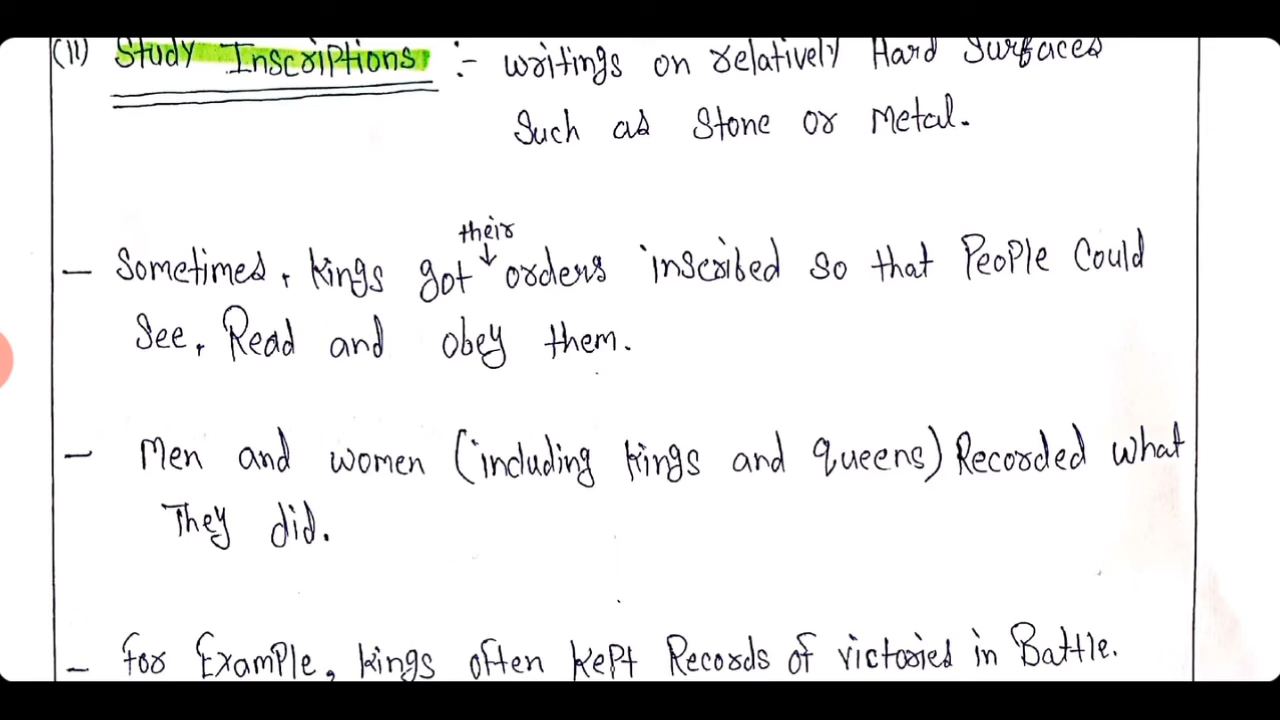 (II) Study Inscriptions :- writings on relatively Hard Surfaces
Such as Stone or Metal.
their
- Sometimes, kings got orders inscribed so that People Could
See, Read and obey them.
- Men and women (including kings and queens) Recorded what
They did.
- For Example, kings often kept Records of victories in Battle.